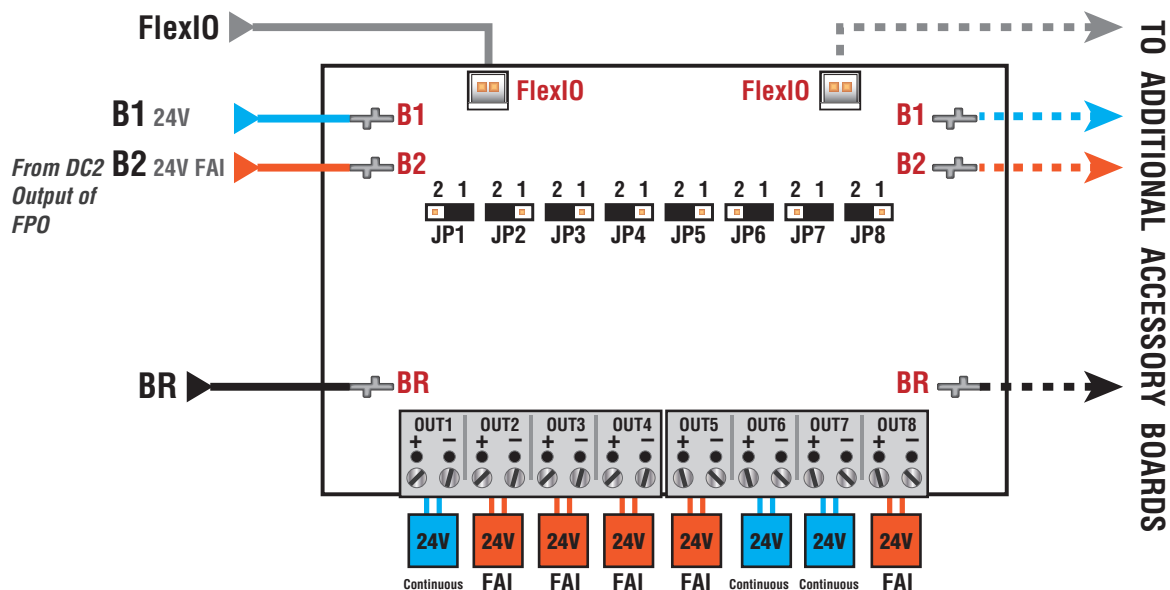 FlexIO
FlexIO
FlexIO
B1 24V
B1
B1
From DC2
Output of
FPO
B2 24V FAI
B2
B2
2 1 2 1 2 1 2 1 2 1 2 1 2 1 2 1
JP1 JP2 JP3 JP4 JP5 JP6 JP7 JP8
BR
BR
BR
TO ADDITIONAL ACCESSORY BOARDS
OUT1 OUT2 OUT3 OUT4 OUT5 OUT6 OUT7 OUT8
+ − + − + − + − + − + − + − + −
24V 24V 24V 24V 24V 24V 24V 24V
Continuous FAI FAI FAI FAI Continuous Continuous FAI